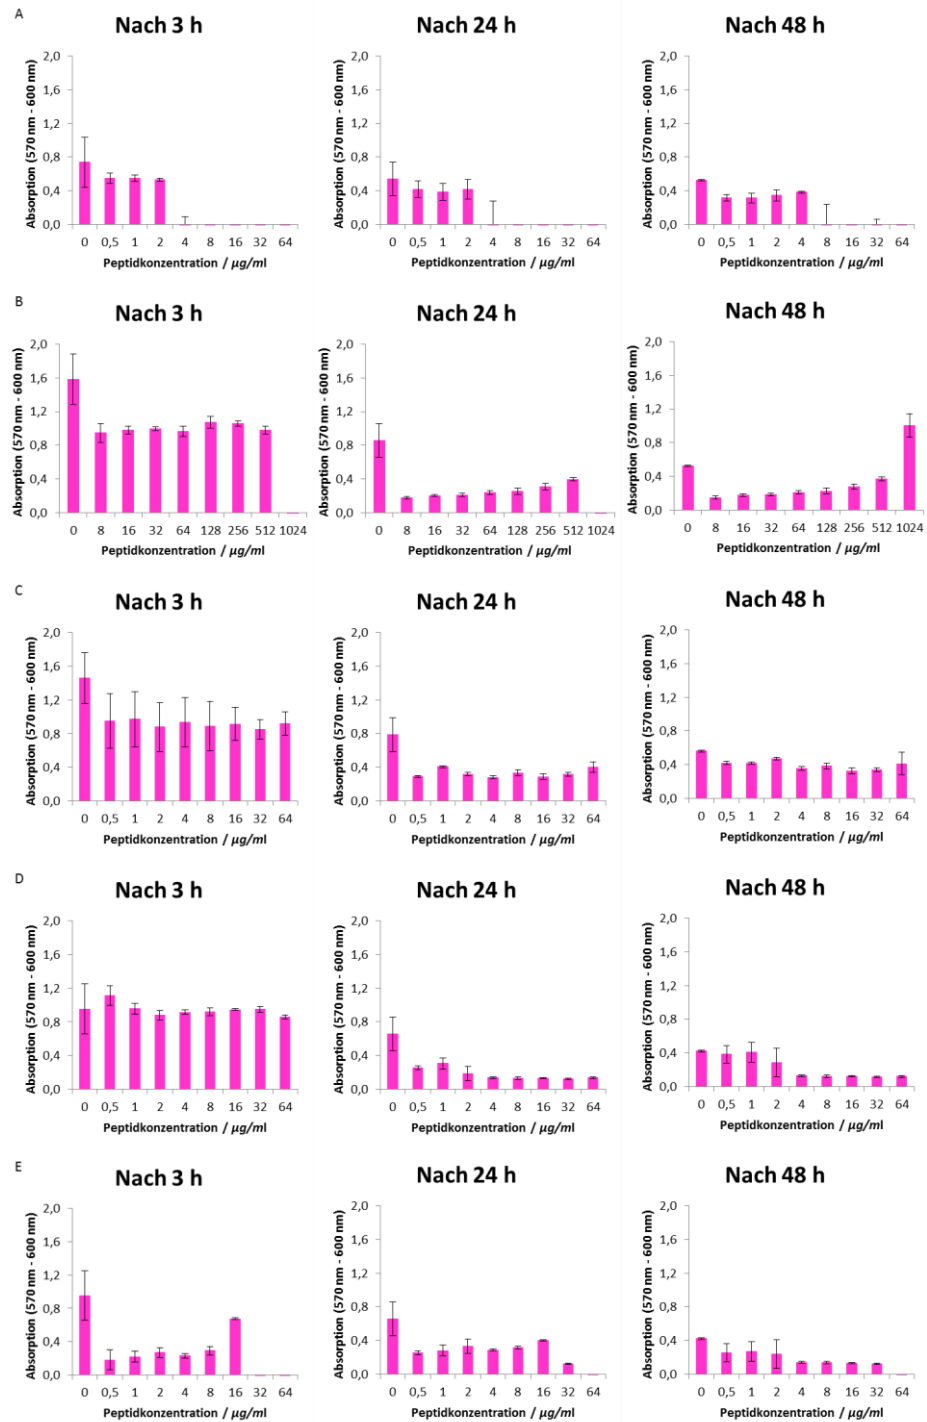 A
Nach 3 h
Nach 24 h
Nach 48 h
Absorption (570 nm - 600 nm)
2,0
1,6
1,2
0,8
0,4
0,0
0 0,5 1 2 4 8 16 32 64
Peptidkonzentration / µg/ml
Absorption (570 nm - 600 nm)
2,0
1,6
1,2
0,8
0,4
0,0
0 0,5 1 2 4 8 16 32 64
Peptidkonzentration / µg/ml
Absorption (570 nm - 600 nm)
2,0
1,6
1,2
0,8
0,4
0,0
0 0,5 1 2 4 8 16 32 64
Peptidkonzentration / µg/ml
B
Nach 3 h
Nach 24 h
Nach 48 h
Absorption (570 nm - 600 nm)
2,0
1,6
1,2
0,8
0,4
0,0
0 8 16 32 64 128 256 512 1024
Peptidkonzentration / µg/ml
Absorption (570 nm - 600 nm)
2,0
1,6
1,2
0,8
0,4
0,0
0 8 16 32 64 128 256 512 1024
Peptidkonzentration / µg/ml
Absorption (570 nm - 600 nm)
2,0
1,6
1,2
0,8
0,4
0,0
0 8 16 32 64 128 256 512 1024
Peptidkonzentration / µg/ml
C
Nach 3 h
Nach 24 h
Nach 48 h
Absorption (570 nm - 600 nm)
2,0
1,6
1,2
0,8
0,4
0,0
0 0,5 1 2 4 8 16 32 64
Peptidkonzentration / µg/ml
Absorption (570 nm - 600 nm)
2,0
1,6
1,2
0,8
0,4
0,0
0 0,5 1 2 4 8 16 32 64
Peptidkonzentration / µg/ml
Absorption (570 nm - 600 nm)
2,0
1,6
1,2
0,8
0,4
0,0
0 0,5 1 2 4 8 16 32 64
Peptidkonzentration / µg/ml
D
Nach 3 h
Nach 24 h
Nach 48 h
Absorption (570 nm - 600 nm)
2,0
1,6
1,2
0,8
0,4
0,0
0 0,5 1 2 4 8 16 32 64
Peptidkonzentration / µg/ml
Absorption (570 nm - 600 nm)
2,0
1,6
1,2
0,8
0,4
0,0
0 0,5 1 2 4 8 16 32 64
Peptidkonzentration / µg/ml
Absorption (570 nm - 600 nm)
2,0
1,6
1,2
0,8
0,4
0,0
0 0,5 1 2 4 8 16 32 64
Peptidkonzentration / µg/ml
E
Nach 3 h
Nach 24 h
Nach 48 h
Absorption (570 nm - 600 nm)
2,0
1,6
1,2
0,8
0,4
0,0
0 0,5 1 2 4 8 16 32 64
Peptidkonzentration / µg/ml
Absorption (570 nm - 600 nm)
2,0
1,6
1,2
0,8
0,4
0,0
0 0,5 1 2 4 8 16 32 64
Peptidkonzentration / µg/ml
Absorption (570 nm - 600 nm)
2,0
1,6
1,2
0,8
0,4
0,0
0 0,5 1 2 4 8 16 32 64
Peptidkonzentration / µg/ml